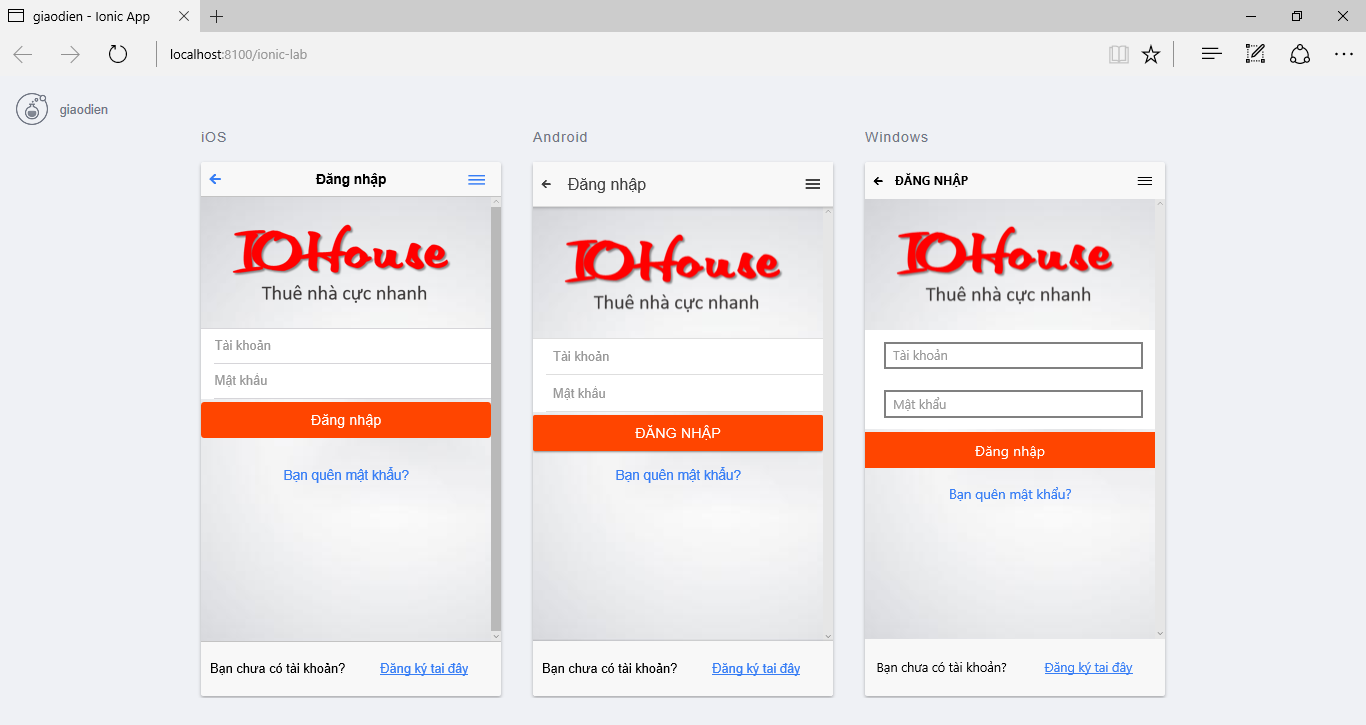 giaodien - Ionic App
localhost:8100/ionic-lab
giaodien
iOS
Đăng nhập
IOHouse
Thuê nhà cực nhanh
Tài khoản
Mật khẩu
Đăng nhập
Bạn quên mật khẩu?
Bạn chưa có tài khoản? Đăng ký tai đây
Android
Đăng nhập
IOHouse
Thuê nhà cực nhanh
Tài khoản
Mật khẩu
ĐĂNG NHẬP
Bạn quên mật khẩu?
Bạn chưa có tài khoản? Đăng ký tai đây
Windows
ĐĂNG NHẬP
IOHouse
Thuê nhà cực nhanh
Tài khoản
Mật khẩu
Đăng nhập
Bạn quên mật khẩu?
Bạn chưa có tài khoản? Đăng ký tai đây